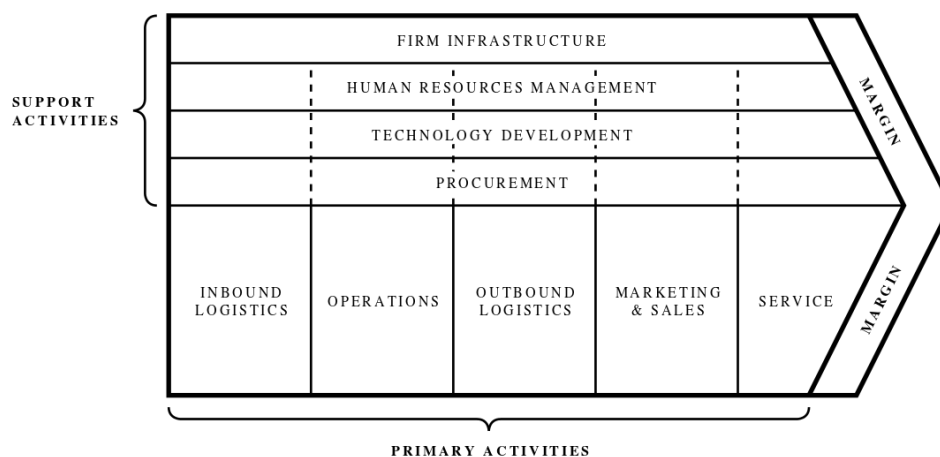 FIRM INFRASTRUCTURE
HUMAN RESOURCES MANAGEMENT
SUPPORT
ACTIVITIES
TECHNOLOGY DEVELOPMENT
PROCUREMENT
MARGIN
INBOUND
LOGISTICS
OPERATIONS
OUTBOUND
LOGISTICS
MARKETING
& SALES
SERVICE
MARGIN
PRIMARY ACTIVITIES